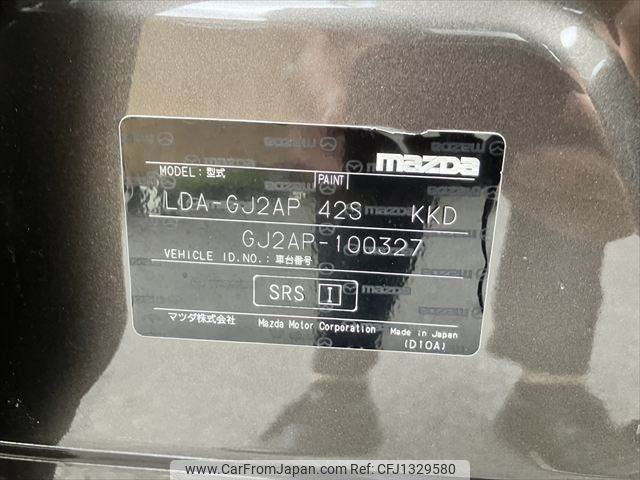 mazda
MODEL:型式 PAINT
LDA-GJ2AP 42S KKD
GJ2AP-100327
VEHICLE ID.NO.:車台番号
SRS I
マツダ株式会社 Mazda Motor Corporation Made in Japan
(D10A)
www.CarFromJapan.com CFJ1329580